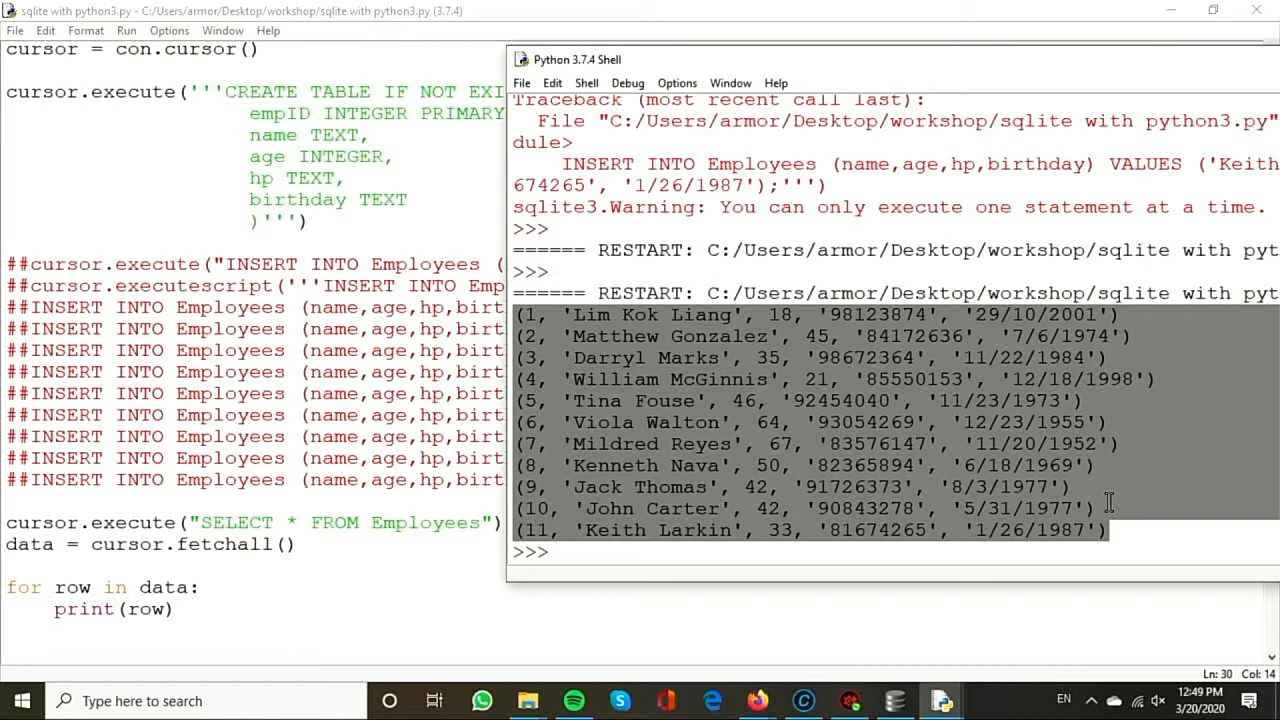 sqlite with python3.py - C:/Users/armor/Desktop/workshop/sqlite with python3.py (3.7.4)
File Edit Format Run Options Window Help
cursor = con.cursor()
cursor.execute('''CREATE TABLE IF NOT EXI
empID INTEGER PRIMARY
name TEXT,
age INTEGER,
hp TEXT,
birthday TEXT
)''')
##cursor.execute("INSERT INTO Employees (
##cursor.executescript('''INSERT INTO Emp
##INSERT INTO Employees (name,age,hp,birt
##INSERT INTO Employees (name,age,hp,birt
##INSERT INTO Employees (name,age,hp,birt
##INSERT INTO Employees (name,age,hp,birt
##INSERT INTO Employees (name,age,hp,birt
##INSERT INTO Employees (name,age,hp,birt
##INSERT INTO Employees (name,age,hp,birt
##INSERT INTO Employees (name,age,hp,birt
##INSERT INTO Employees (name,age,hp,birt
cursor.execute("SELECT * FROM Employees")
data = cursor.fetchall()
for row in data:
print(row)
Python 3.7.4 Shell
File Edit Shell Debug Options Window Help
Traceback (most recent call last):
File "C:/Users/armor/Desktop/workshop/sqlite with python3.py"
dule>
INSERT INTO Employees (name,age,hp,birthday) VALUES ('Keith
674265', '1/26/1987');''')
sqlite3.Warning: You can only execute one statement at a time.
>>>
====== RESTART: C:/Users/armor/Desktop/workshop/sqlite with pyt
>>>
====== RESTART: C:/Users/armor/Desktop/workshop/sqlite with pyt
(1, 'Lim Kok Liang', 18, '98123874', '29/10/2001')
(2, 'Matthew Gonzalez', 45, '84172636', '7/6/1974')
(3, 'Darryl Marks', 35, '98672364', '11/22/1984')
(4, 'William McGinnis', 21, '85550153', '12/18/1998')
(5, 'Tina Fouse', 46, '92454040', '11/23/1973')
(6, 'Viola Walton', 64, '93054269', '12/23/1955')
(7, 'Mildred Reyes', 67, '83576147', '11/20/1952')
(8, 'Kenneth Nava', 50, '82365894', '6/18/1969')
(9, 'Jack Thomas', 42, '91726373', '8/3/1977')
(10, 'John Carter', 42, '90843278', '5/31/1977')
(11, 'Keith Larkin', 33, '81674265', '1/26/1987')
>>>
Ln: 30 Col: 14
Type here to search
EN
12:49 PM
3/20/2020